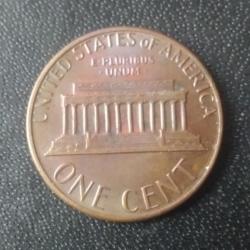 UNITED STATES OF AMERICA
E·PLURIBUS
UNUM
ONE CENT